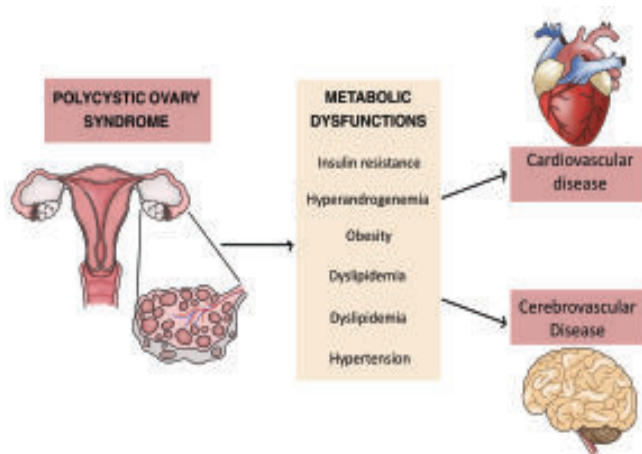 POLYCYSTIC OVARY
SYNDROME
METABOLIC
DYSFUNCTIONS
Insulin resistance
Hyperandrogenemia
Obesity
Dyslipidemia
Dyslipidemia
Hypertension
Cardiovascular
disease
Cerebrovascular
Disease